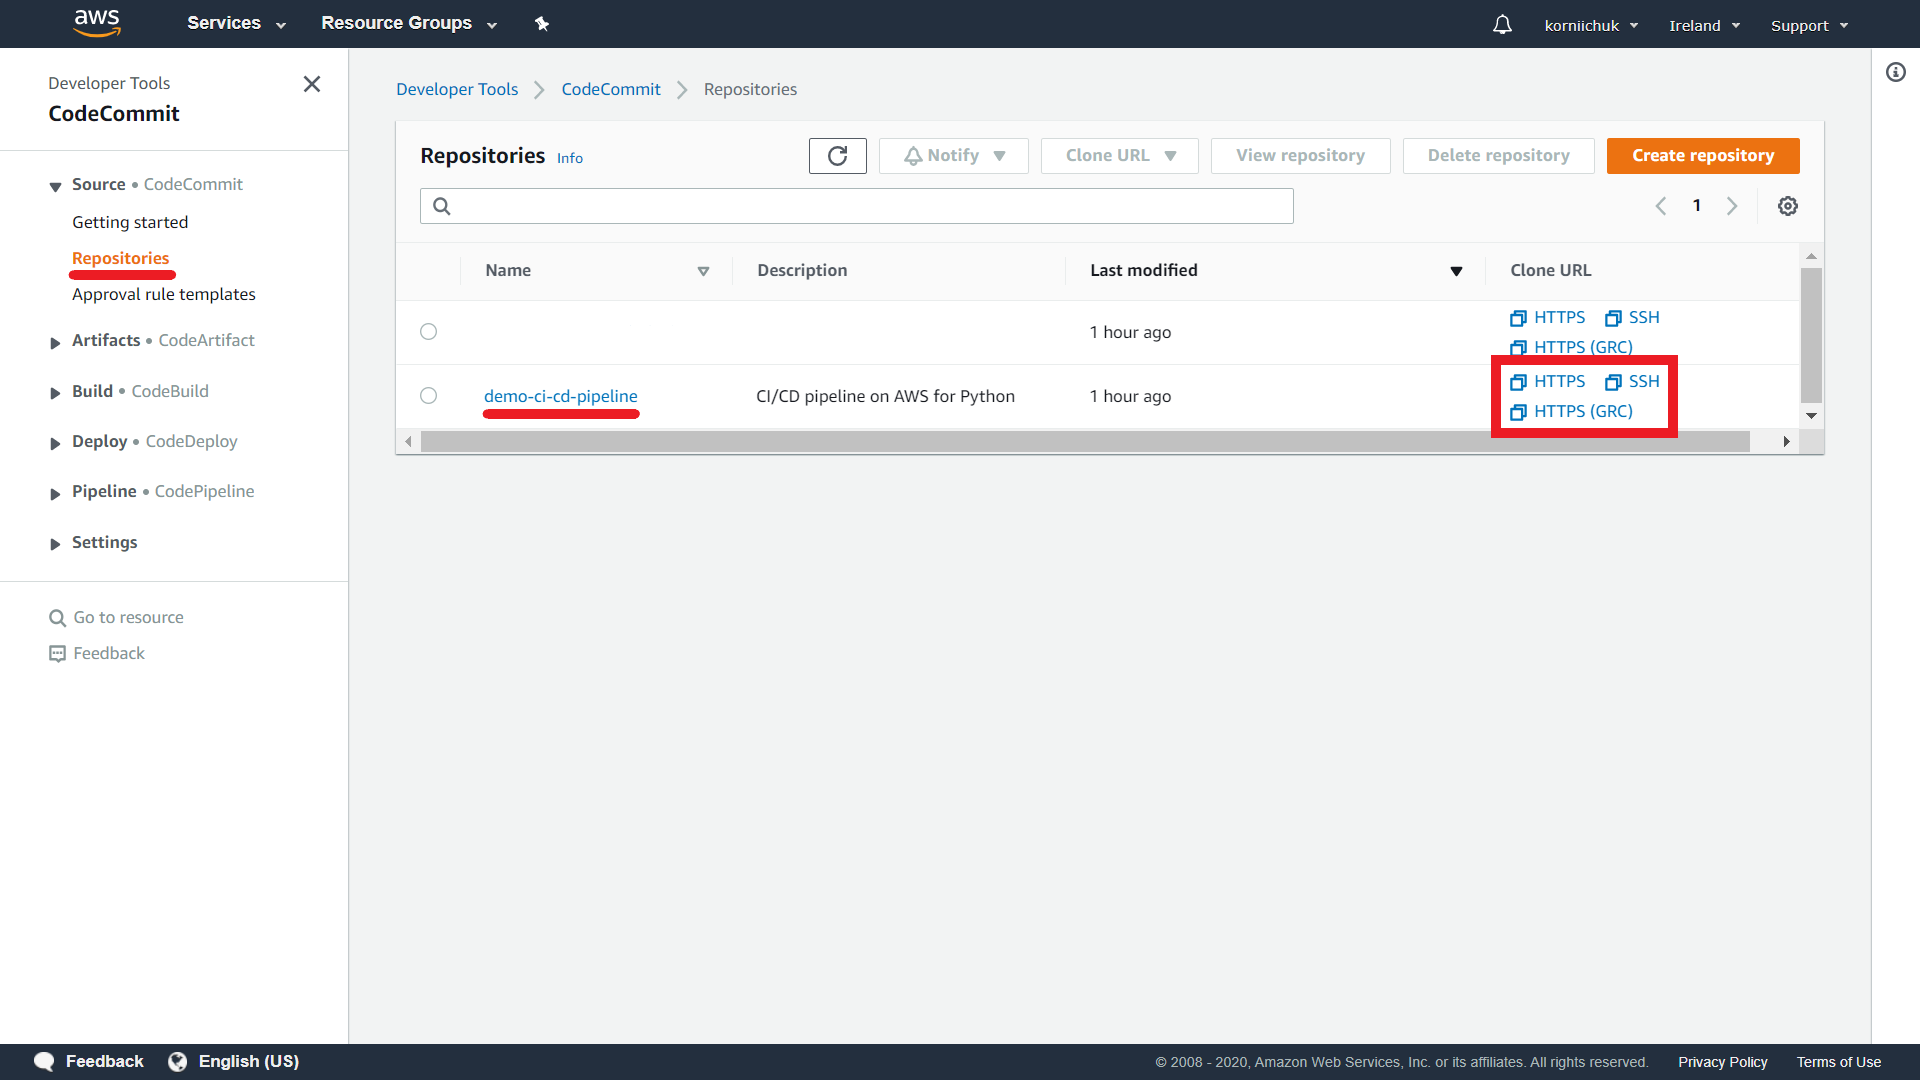 aws Services Resource Groups korniichuk Ireland Support
Developer Tools
CodeCommit
Source • CodeCommit
Getting started
Repositories
Approval rule templates
Artifacts • CodeArtifact
Build • CodeBuild
Deploy • CodeDeploy
Pipeline • CodePipeline
Settings
Go to resource
Feedback
Developer Tools CodeCommit Repositories
Repositories Info Notify Clone URL View repository Delete repository Create repository
1
Name Description Last modified Clone URL
1 hour ago HTTPS SSH
HTTPS (GRC)
demo-ci-cd-pipeline CI/CD pipeline on AWS for Python 1 hour ago HTTPS SSH
HTTPS (GRC)
Feedback English (US) © 2008 - 2020, Amazon Web Services, Inc. or its affiliates. All rights reserved. Privacy Policy Terms of Use